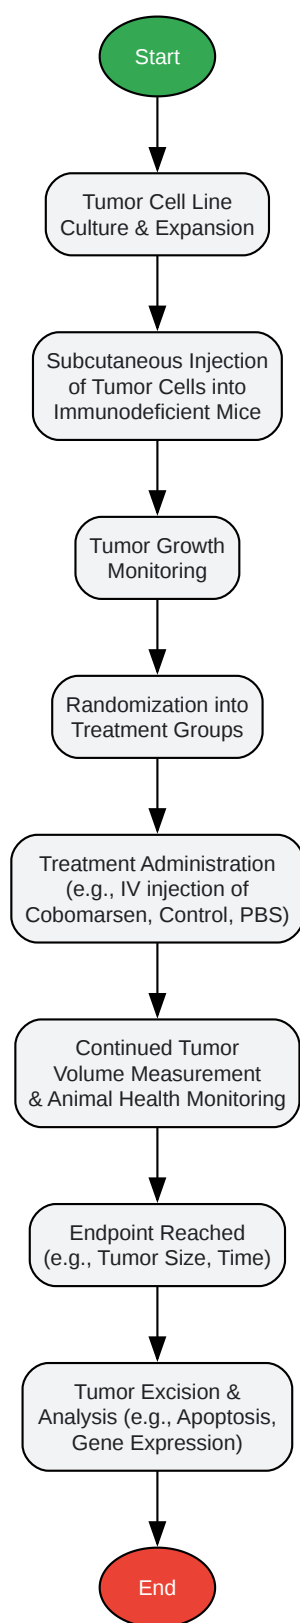 Start
Tumor Cell Line
Culture & Expansion
Subcutaneous Injection
of Tumor Cells into
Immunodeficient Mice
Tumor Growth
Monitoring
Randomization into
Treatment Groups
Treatment Administration
(e.g., IV injection of
Cobomarsen, Control, PBS)
Continued Tumor
Volume Measurement
& Animal Health Monitoring
Endpoint Reached
(e.g., Tumor Size, Time)
Tumor Excision &
Analysis (e.g., Apoptosis,
Gene Expression)
End